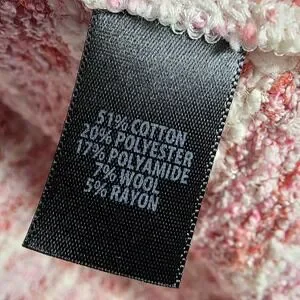 51% COTTON
20% POLYESTER
17% POLYAMIDE
7% WOOL
5% RAYON